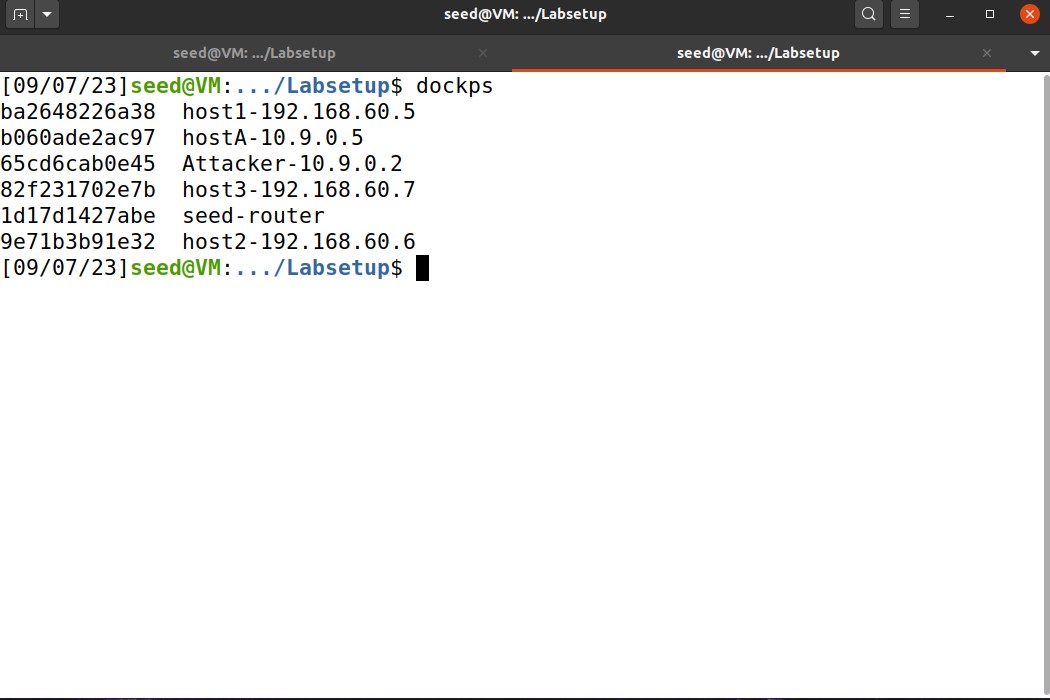 seed@VM: .../Labsetup
seed@VM: .../Labsetup
seed@VM: .../Labsetup
[09/07/23]seed@VM:.../Labsetup$ dockps
ba2648226a38  host1-192.168.60.5
b060ade2ac97  hostA-10.9.0.5
65cd6cab0e45  Attacker-10.9.0.2
82f231702e7b  host3-192.168.60.7
1d17d1427abe  seed-router
9e71b3b91e32  host2-192.168.60.6
[09/07/23]seed@VM:.../Labsetup$